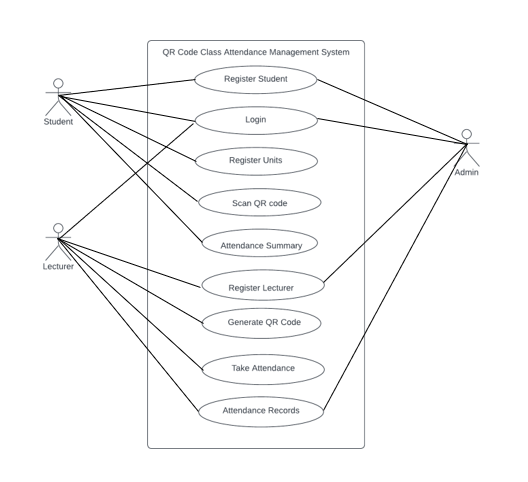 QR Code Class Attendance Management System
Register Student
Login
Student
Register Units
Admin
Scan QR code
Attendance Summary
Lecturer
Register Lecturer
Generate QR Code
Take Attendance
Attendance Records